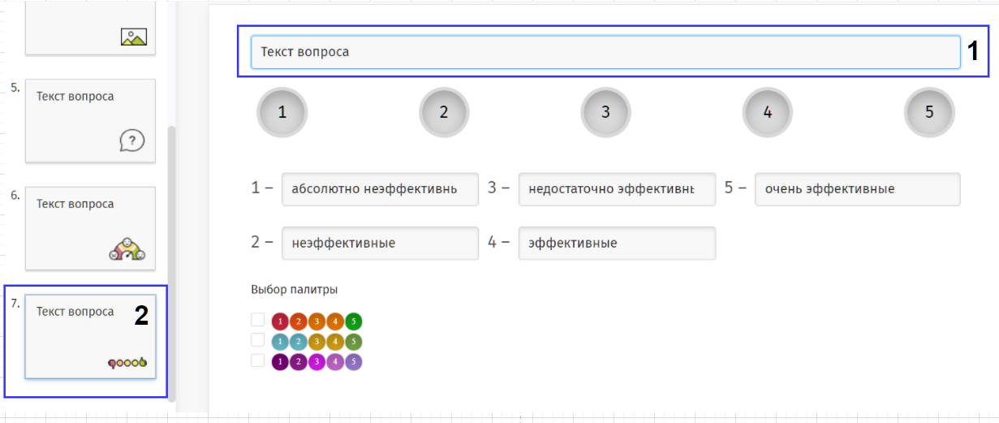 5.
Текст вопроса
?
6.
Текст вопроса
7.
Текст вопроса
2
Текст вопроса
1
1 2 3 4 5
1 – абсолютно неэффективнь 3 – недостаточно эффективнь 5 – очень эффективные
2 – неэффективные 4 – эффективные
Выбор палитры
1 2 3 4 5
1 2 3 4 5
1 2 3 4 5